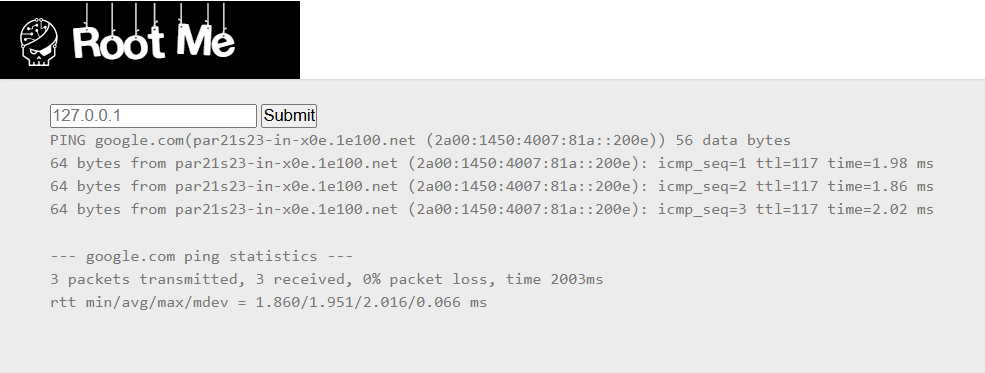 Root Me
127.0.0.1 Submit
PING google.com(par21s23-in-x0e.1e100.net (2a00:1450:4007:81a::200e)) 56 data bytes
64 bytes from par21s23-in-x0e.1e100.net (2a00:1450:4007:81a::200e): icmp_seq=1 ttl=117 time=1.98 ms
64 bytes from par21s23-in-x0e.1e100.net (2a00:1450:4007:81a::200e): icmp_seq=2 ttl=117 time=1.86 ms
64 bytes from par21s23-in-x0e.1e100.net (2a00:1450:4007:81a::200e): icmp_seq=3 ttl=117 time=2.02 ms
--- google.com ping statistics ---
3 packets transmitted, 3 received, 0% packet loss, time 2003ms
rtt min/avg/max/mdev = 1.860/1.951/2.016/0.066 ms